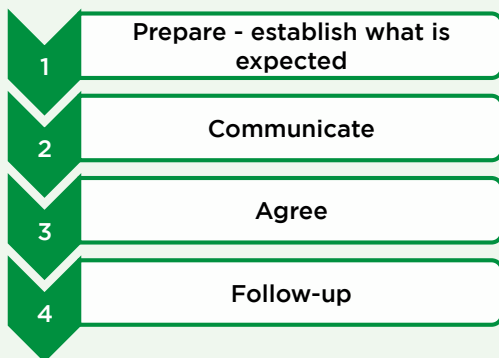 1
Prepare - establish what is
expected
2
Communicate
3
Agree
4
Follow-up